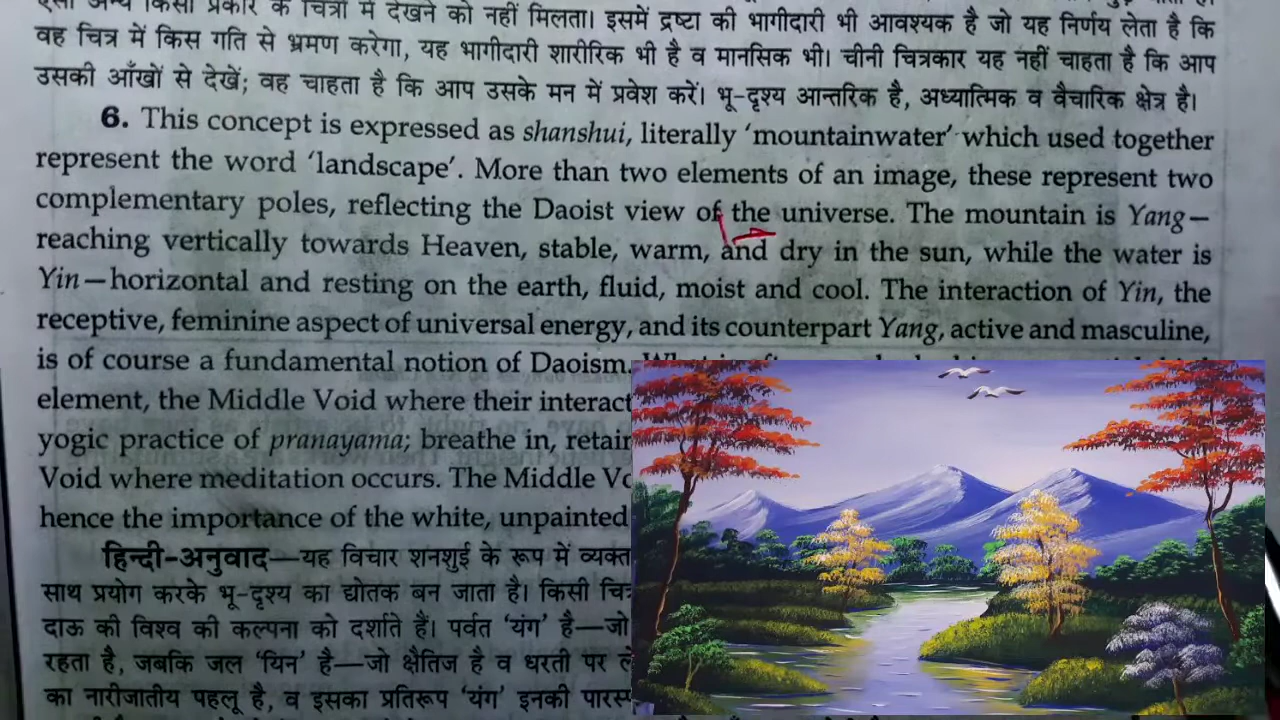 वह चित्र में किस गति से भ्रमण करेगा, यह भागीदारी शारीरिक भी है व मानसिक भी। चीनी चित्रकार यह नहीं चाहता है कि आप
उसकी आँखों से देखें; वह चाहता है कि आप उसके मन में प्रवेश करें। भू-दृश्य आन्तरिक है, अध्यात्मिक व वैचारिक क्षेत्र है।
6. This concept is expressed as shanshui, literally ‘mountainwater’ which used together
represent the word ‘landscape’. More than two elements of an image, these represent two
complementary poles, reflecting the Daoist view of the universe. The mountain is Yang—
reaching vertically towards Heaven, stable, warm, and dry in the sun, while the water is
Yin—horizontal and resting on the earth, fluid, moist and cool. The interaction of Yin, the
receptive, feminine aspect of universal energy, and its counterpart Yang, active and masculine,
is of course a fundamental notion of Daoism.
element, the Middle Void where their
yogic practice of pranayama; breathe in,
Void where meditation occurs. The Middle
hence the importance of the white, unpainted
हिन्दी-अनुवाद—यह विचार शनशुई के रूप में
साथ प्रयोग करके भू-दृश्य का द्योतक बन जाता है। किसी
दाऊ की विश्व की कल्पना को दर्शाते हैं। पर्वत ‘यंग’ है—जो
रहता है, जबकि जल ‘यिन’ है—जो क्षैतिज है व धरती पर
का नारीजातीय पहलू है, व इसका प्रतिरूप ‘यंग’ इनकी